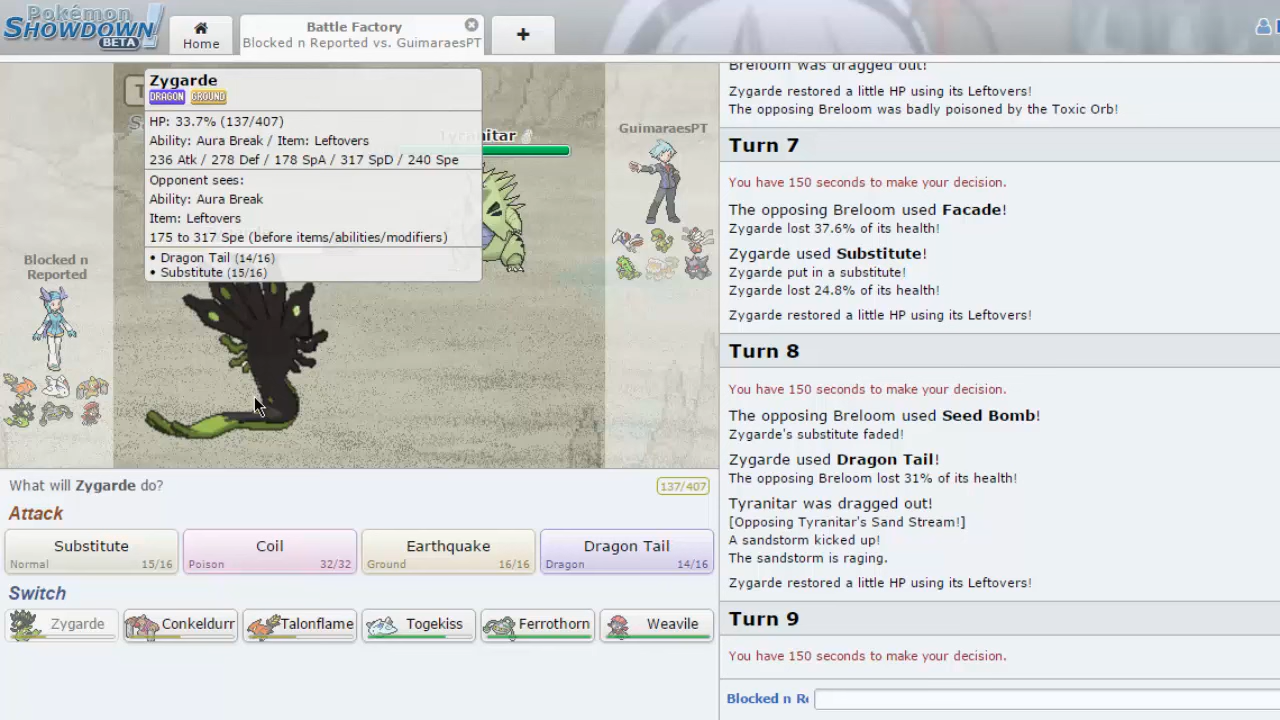 Pokémon
SHOWDOWN!
BETA
Home
Battle Factory
Blocked n Reported vs. GuimaraesPT
+
Zygarde
DRAGON GROUND
HP: 33.7% (137/407)
Ability: Aura Break / Item: Leftovers
236 Atk / 278 Def / 178 SpA / 317 SpD / 240 Spe
Opponent sees:
Ability: Aura Break
Item: Leftovers
175 to 317 Spe (before items/abilities/modifiers)
• Dragon Tail (14/16)
• Substitute (15/16)
GuimaraesPT
Blocked n
Reported
What will Zygarde do?
137/407
Attack
Substitute
Normal 15/16
Coil
Poison 32/32
Earthquake
Ground 16/16
Dragon Tail
Dragon 14/16
Switch
Zygarde
Conkeldurr
Talonflame
Togekiss
Ferrothorn
Weavile
Breloom was dragged out!
Zygarde restored a little HP using its Leftovers!
The opposing Breloom was badly poisoned by the Toxic Orb!
Turn 7
You have 150 seconds to make your decision.
The opposing Breloom used Facade!
Zygarde lost 37.6% of its health!
Zygarde used Substitute!
Zygarde put in a substitute!
Zygarde lost 24.8% of its health!
Zygarde restored a little HP using its Leftovers!
Turn 8
You have 150 seconds to make your decision.
The opposing Breloom used Seed Bomb!
Zygarde's substitute faded!
Zygarde used Dragon Tail!
The opposing Breloom lost 31% of its health!
Tyranitar was dragged out!
[Opposing Tyranitar's Sand Stream!]
A sandstorm kicked up!
The sandstorm is raging.
Zygarde restored a little HP using its Leftovers!
Turn 9
You have 150 seconds to make your decision.
Blocked n Re